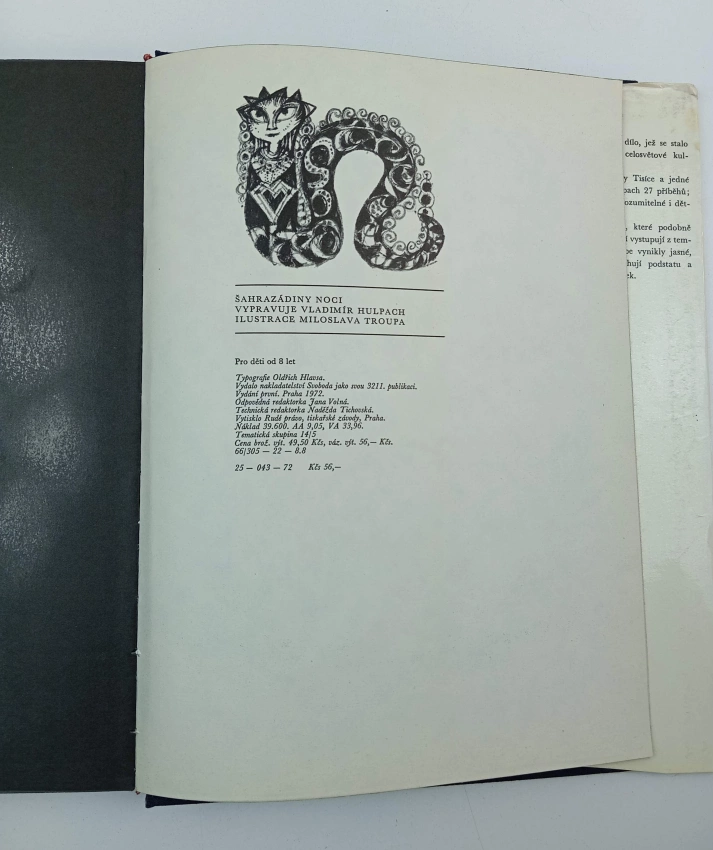 ŠAHRAZÁDINY NOCI
VYPRAVUJE VLADIMÍR HULPACH
ILUSTRACE MILOSLAVA TROUPA
Pro děti od 8 let
Typografie Oldřich Hlavsa.
Vydalo nakladatelství Svoboda jako svou 3211. publikaci.
Vydání první. Praha 1972.
Odpovědná redaktorka Jana Volná.
Technická redaktorka Naděžda Tichovská.
Vytisklo Rudé právo, tiskařské závody, Praha.
Náklad 39.600. AA 9,05, VA 33,96.
Tematická skupina 14/5
Cena brož. výt. 49,50 Kčs, váz. výt. 56,— Kčs.
66/305 — 22 — 8.8
25 — 043 — 72 Kčs 56,—
dílo, jež se stalo
celosvětové kul-
y Tisíce a jedné
27 příběhů;
ozumitelné i dět-
, které podobně
vystupují z tem-
vynikly jasné,
hují podstatu a